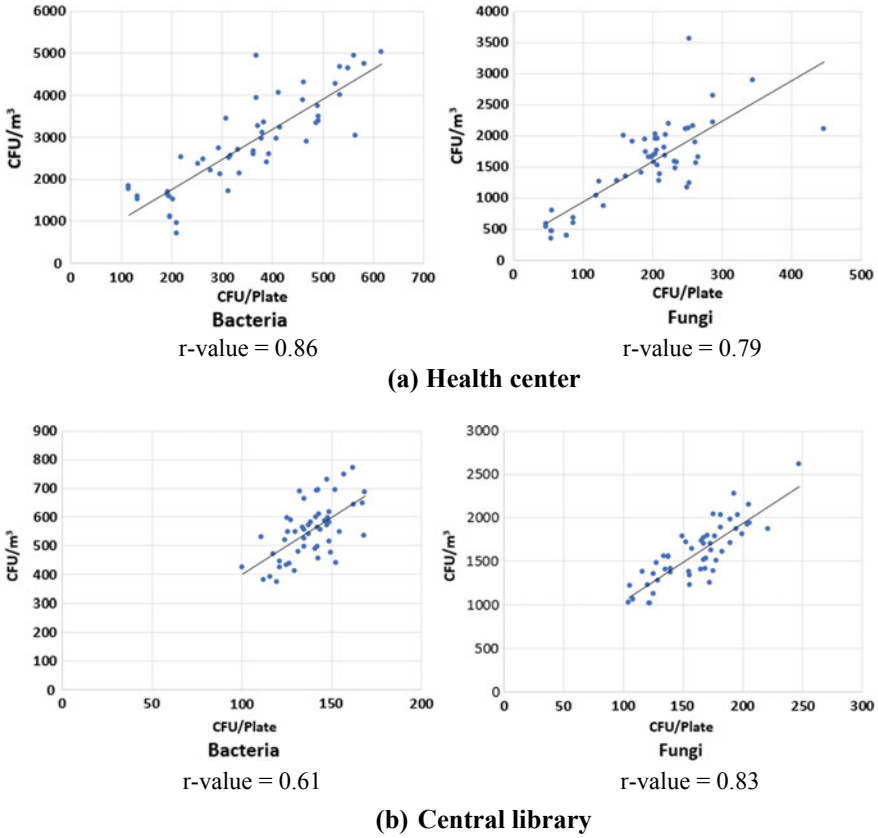 6000
5000
4000
3000
2000
1000
0
CFU/m³
0 100 200 300 400 500 600 700
CFU/Plate
Bacteria
r-value = 0.86
4000
3500
3000
2500
2000
1500
1000
500
0
CFU/m³
0 100 200 300 400 500
CFU/Plate
Fungi
r-value = 0.79
(a) Health center
900
800
700
600
500
400
300
200
100
0
CFU/m³
0 50 100 150 200
CFU/Plate
Bacteria
r-value = 0.61
3000
2500
2000
1500
1000
500
0
CFU/m³
0 50 100 150 200 250 300
CFU/Plate
Fungi
r-value = 0.83
(b) Central library